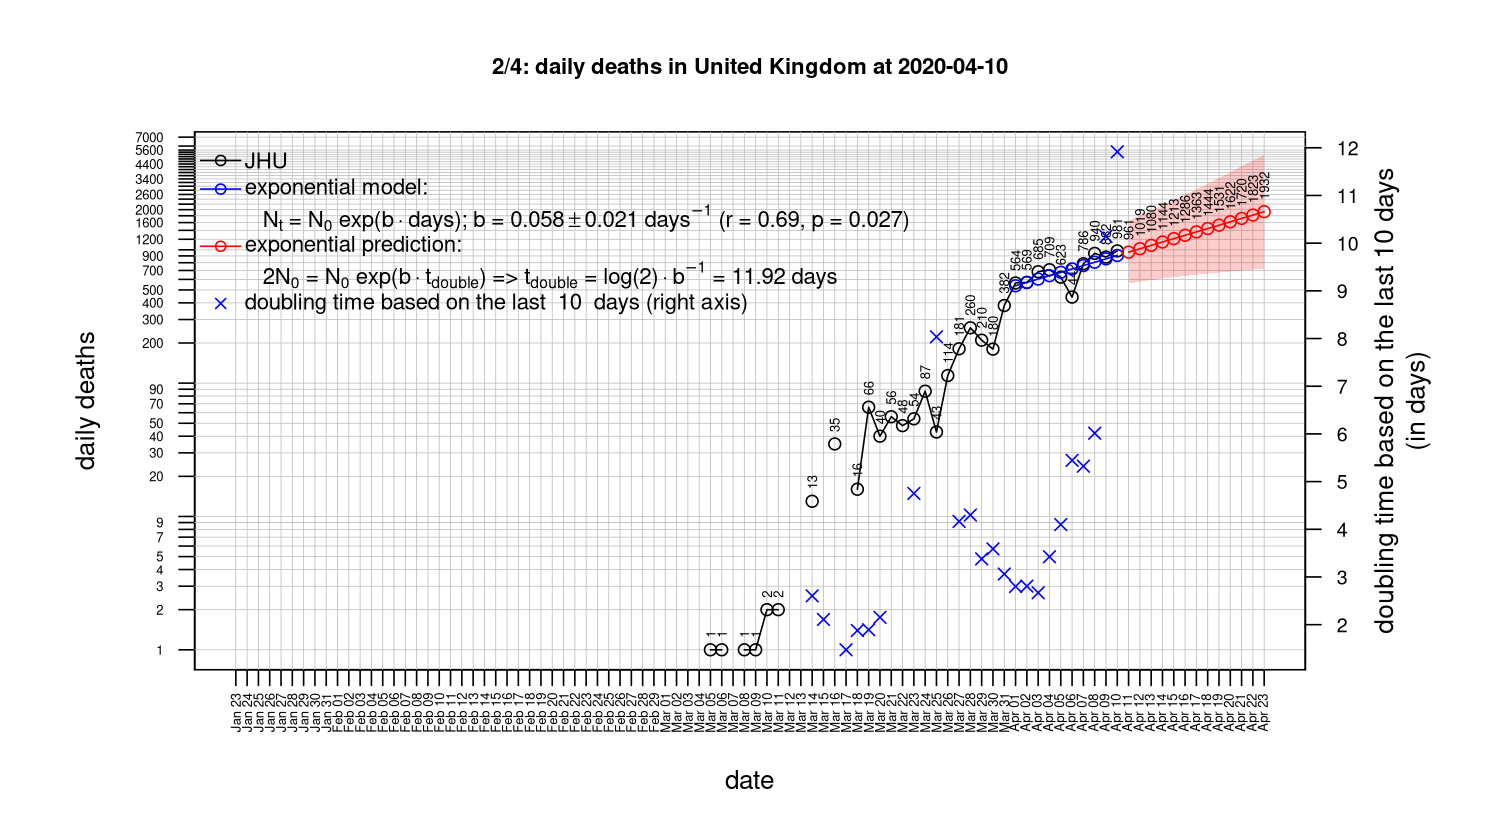 2/4: daily deaths in United Kingdom at 2020-04-10
JHU
exponential model:
Nt = N0 exp(b · days); b = 0.058 ± 0.021 days−1 (r = 0.69, p = 0.027)
exponential prediction:
2N0 = N0 exp(b · tdouble) => tdouble = log(2) · b−1 = 11.92 days
doubling time based on the last 10 days (right axis)
daily deaths
7000
5600
4400
3400
2600
2000
1600
1200
900
700
500
400
300
200
90
70
50
40
30
20
9
7
5
4
3
2
1
1
1
1
1
2
2
13
35
16
66
40
56
48
54
87
43
114
181
260
210
180
382
564
569
685
709
623
786
940
981
961
1019
1080
1144
1213
1286
1363
1444
1531
1622
1720
1823
1932
12
11
10
9
8
7
6
5
4
3
2
doubling time based on the last 10 days
(in days)
Jan 23
Jan 24
Jan 25
Jan 26
Jan 27
Jan 28
Jan 29
Jan 30
Jan 31
Feb 01
Feb 02
Feb 03
Feb 04
Feb 05
Feb 06
Feb 07
Feb 08
Feb 09
Feb 10
Feb 11
Feb 12
Feb 13
Feb 14
Feb 15
Feb 16
Feb 17
Feb 18
Feb 19
Feb 20
Feb 21
Feb 22
Feb 23
Feb 24
Feb 25
Feb 26
Feb 27
Feb 28
Feb 29
Mar 01
Mar 02
Mar 03
Mar 04
Mar 05
Mar 06
Mar 07
Mar 08
Mar 09
Mar 10
Mar 11
Mar 12
Mar 13
Mar 14
Mar 15
Mar 16
Mar 17
Mar 18
Mar 19
Mar 20
Mar 21
Mar 22
Mar 23
Mar 24
Mar 25
Mar 26
Mar 27
Mar 28
Mar 29
Mar 30
Mar 31
Apr 01
Apr 02
Apr 03
Apr 04
Apr 05
Apr 06
Apr 07
Apr 08
Apr 09
Apr 10
Apr 11
Apr 12
Apr 13
Apr 14
Apr 15
Apr 16
Apr 17
Apr 18
Apr 19
Apr 20
Apr 21
Apr 22
Apr 23
date